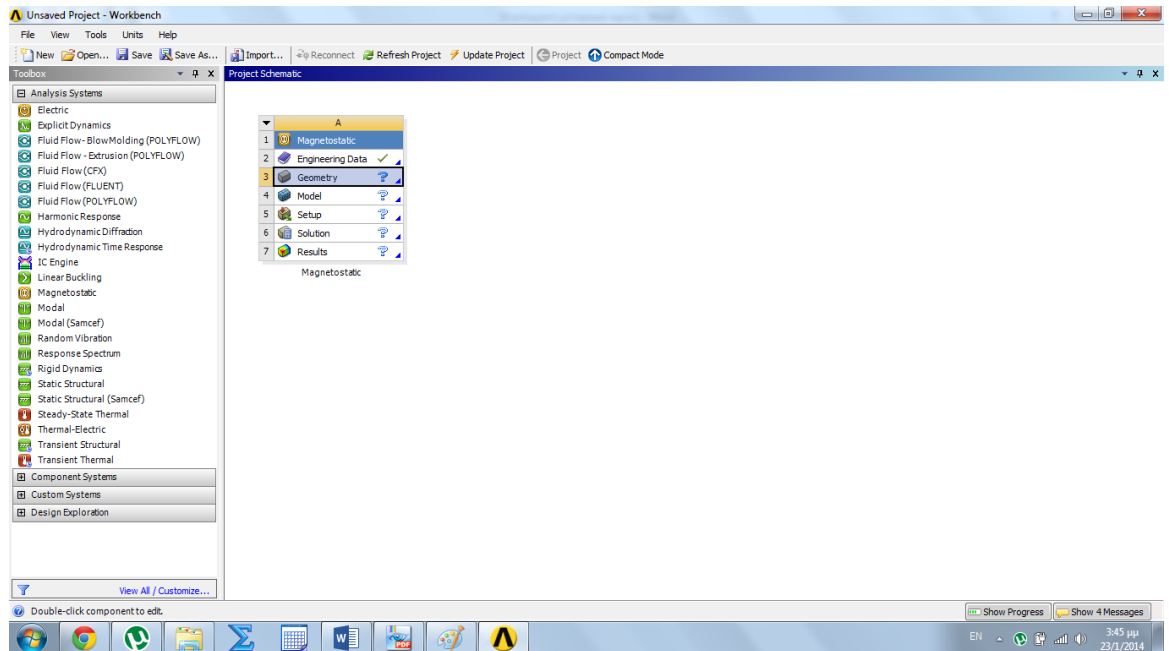 Unsaved Project - Workbench
File View Tools Units Help
New Open... Save Save As... Import... Reconnect Refresh Project Update Project Project Compact Mode
Toolbox
Project Schematic
Analysis Systems
Electric
Explicit Dynamics
Fluid Flow-BlowMolding (POLYFLOW)
Fluid Flow - Extrusion (POLYFLOW)
Fluid Flow (CFX)
Fluid Flow (FLUENT)
Fluid Flow (POLYFLOW)
Harmonic Response
Hydrodynamic Diffraction
Hydrodynamic Time Response
IC Engine
Linear Buckling
Magnetostatic
Modal
Modal (Samcef)
Random Vibration
Response Spectrum
Rigid Dynamics
Static Structural
Static Structural (Samcef)
Steady-State Thermal
Thermal-Electric
Transient Structural
Transient Thermal
Component Systems
Custom Systems
Design Exploration
View All / Customize...
A
1 Magnetostatic
2 Engineering Data
3 Geometry ?
4 Model ?
5 Setup ?
6 Solution ?
7 Results ?
Magnetostatic
Double-click component to edit.
Show Progress Show 4 Messages
EN
3:45 μμ
23/1/2014